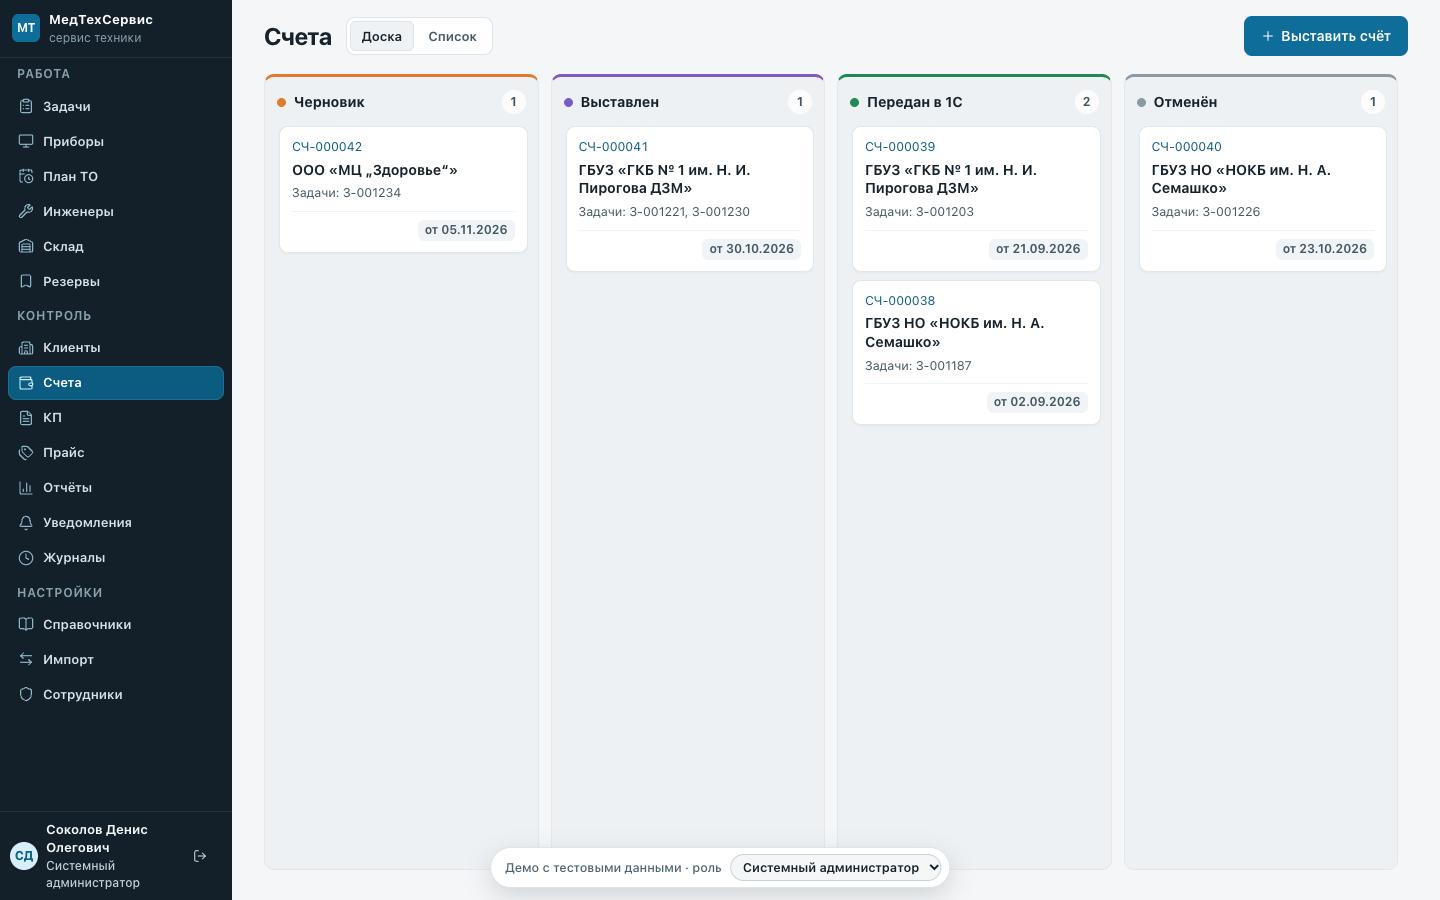 МТ
МедТехСервис
сервис техники
РАБОТА
Задачи
Приборы
План ТО
Инженеры
Склад
Резервы
КОНТРОЛЬ
Клиенты
Счета
КП
Прайс
Отчёты
Уведомления
Журналы
НАСТРОЙКИ
Справочники
Импорт
Сотрудники
СД
Соколов Денис
Олегович
Системный
администратор
Счета
Доска
Список
+ Выставить счёт
Черновик
1
СЧ-000042
ООО «МЦ „Здоровье“»
Задачи: З-001234
от 05.11.2026
Выставлен
1
СЧ-000041
ГБУЗ «ГКБ № 1 им. Н. И.
Пирогова ДЗМ»
Задачи: З-001221, З-001230
от 30.10.2026
Передан в 1С
2
СЧ-000039
ГБУЗ «ГКБ № 1 им. Н. И.
Пирогова ДЗМ»
Задачи: З-001203
от 21.09.2026
СЧ-000038
ГБУЗ НО «НОКБ им. Н. А.
Семашко»
Задачи: З-001187
от 02.09.2026
Отменён
1
СЧ-000040
ГБУЗ НО «НОКБ им. Н. А.
Семашко»
Задачи: З-001226
от 23.10.2026
Демо с тестовыми данными · роль
Системный администратор